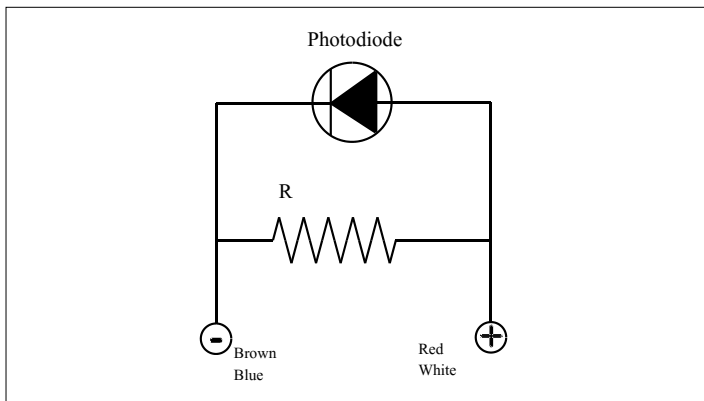 Photodiode
R
-
+
Brown
Blue
Red
White